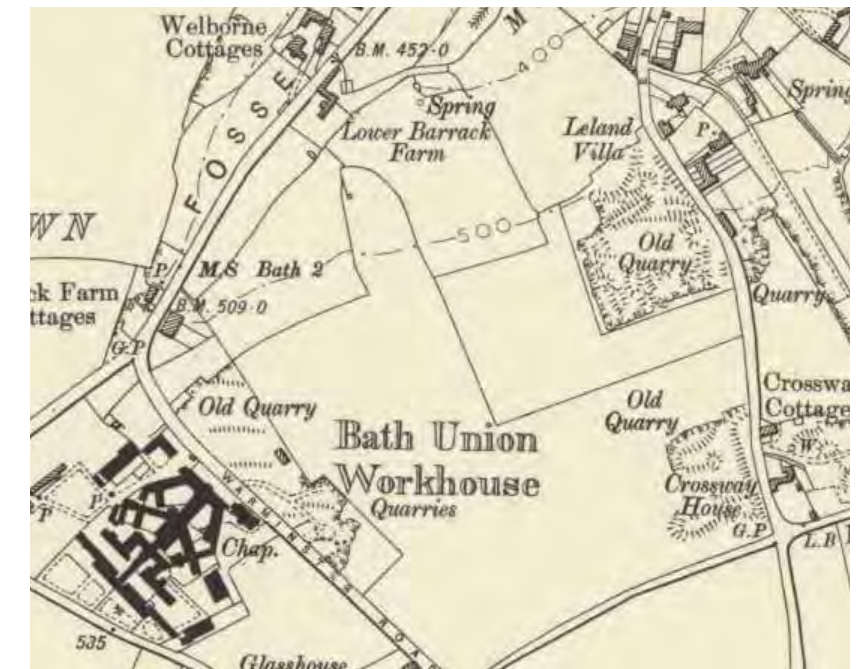 Welborne
Cottages
B.M. 452·0
M
400
Spring
Spring
FOSSE
Lower Barrack
Farm
Leland
Villa
P.
500
Old
Quarry
WN
P
M.S Bath 2
ck Farm
ttages
B.M. 509·0
Quarry
G.P
Old Quarry
Old
Quarry
Crosswa
Cottage
Bath Union
Workhouse
Quarries
W
Crossway
House
G.P
L.B
P
P
WARMINSTER ROAD
Chap.
535
Glasshouse